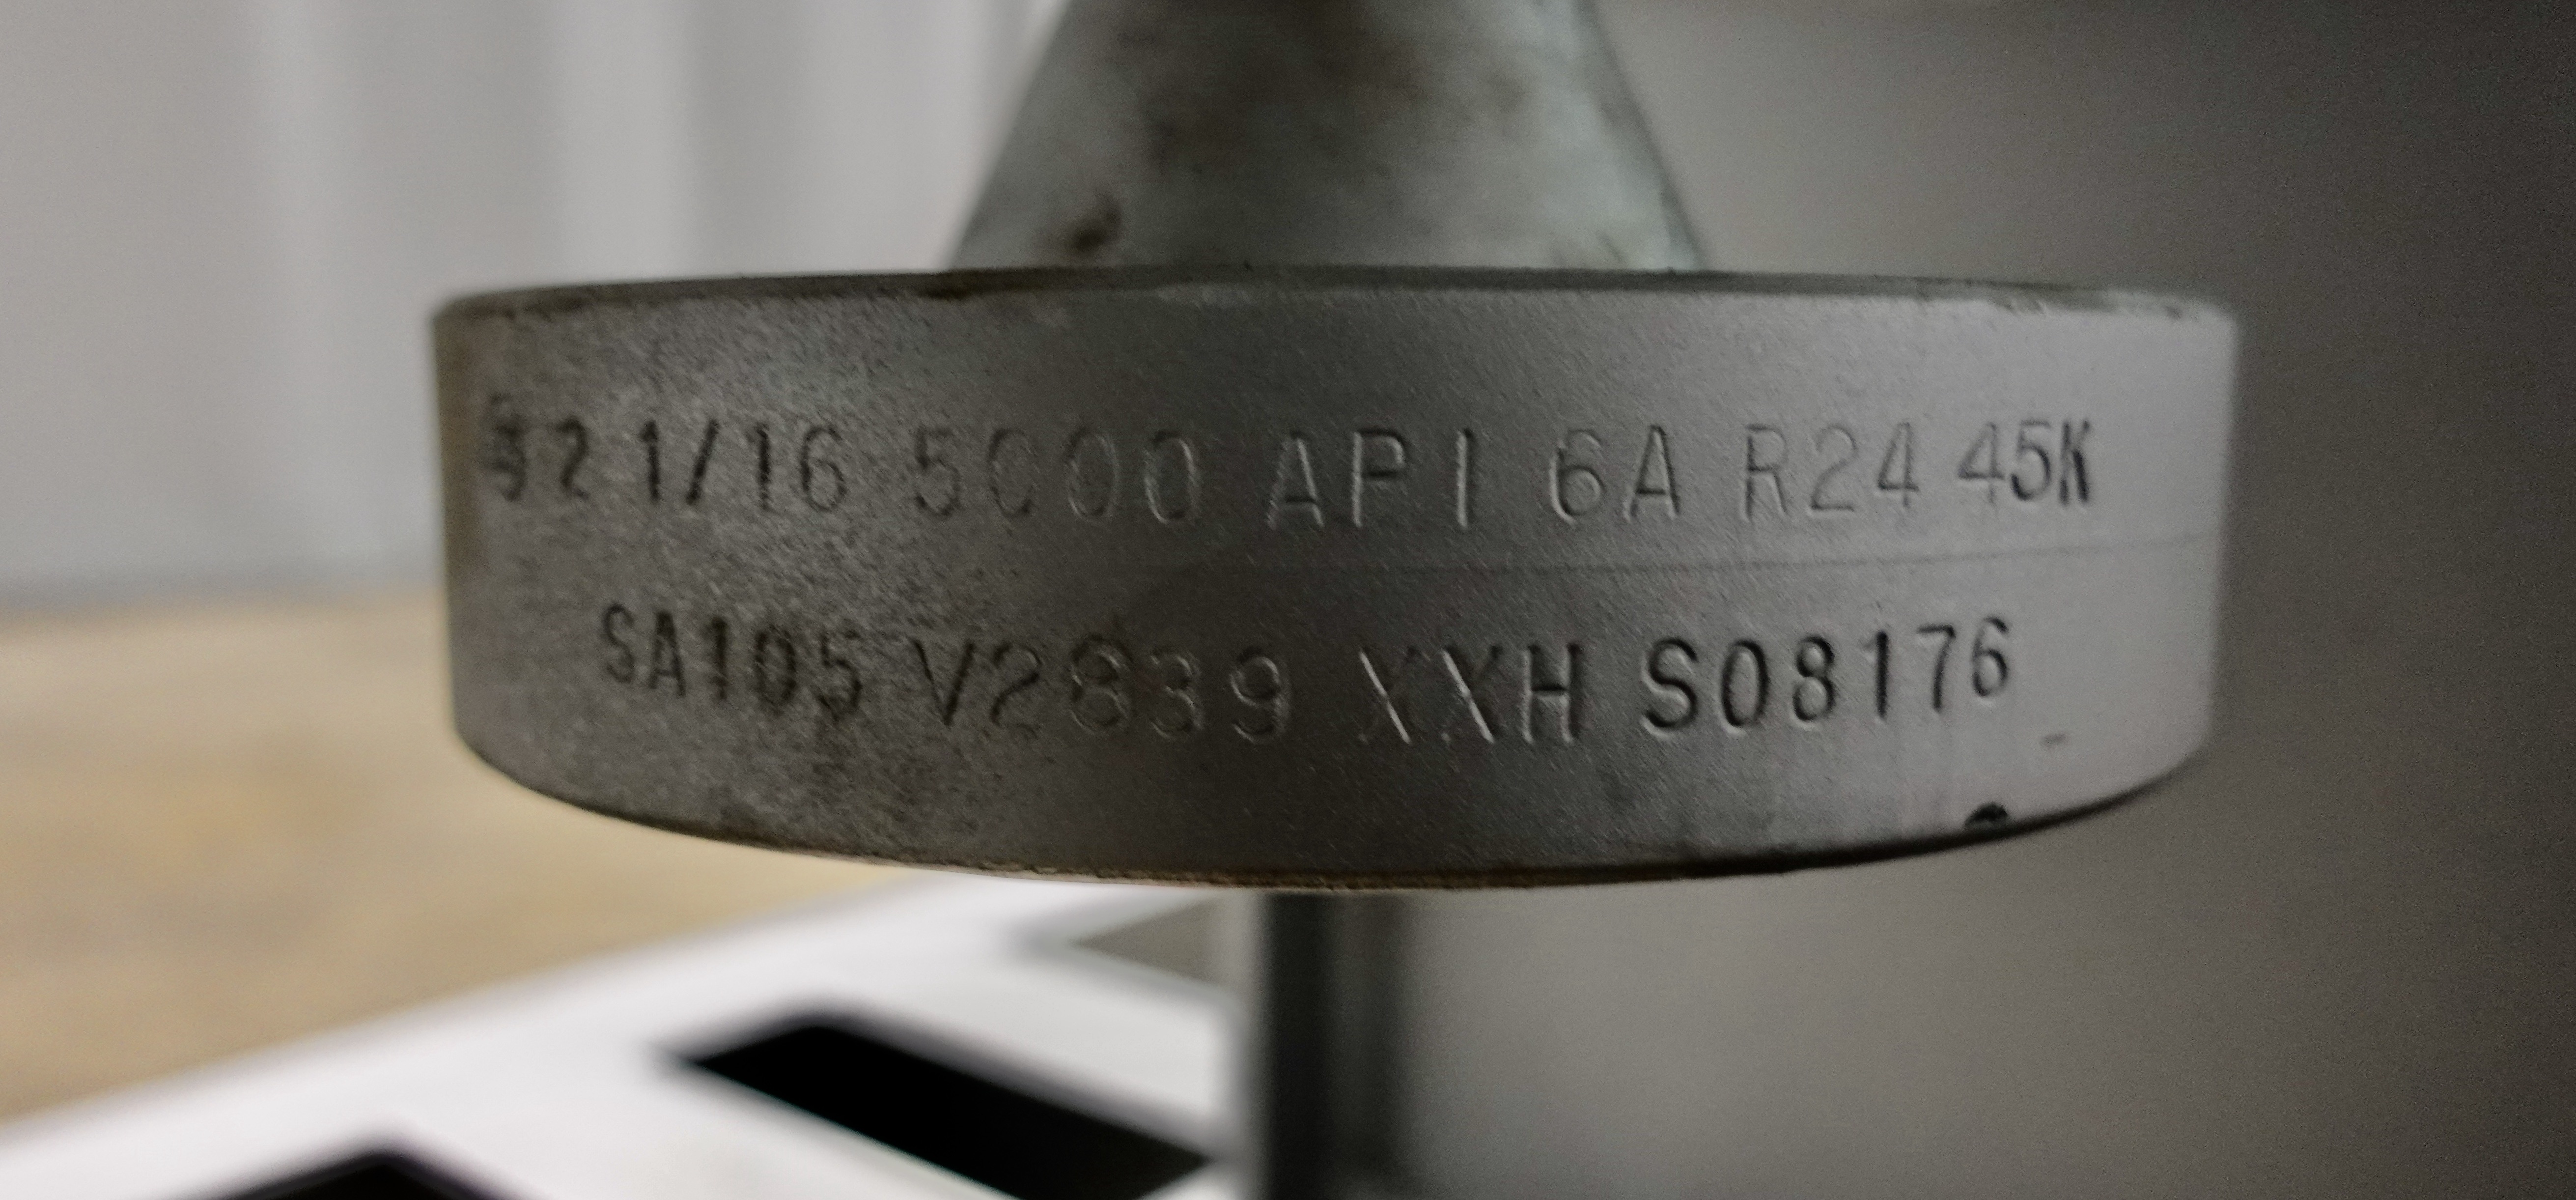 2 1/16 5000 API 6A R24 45K
SA105 V2839 XXH S08176